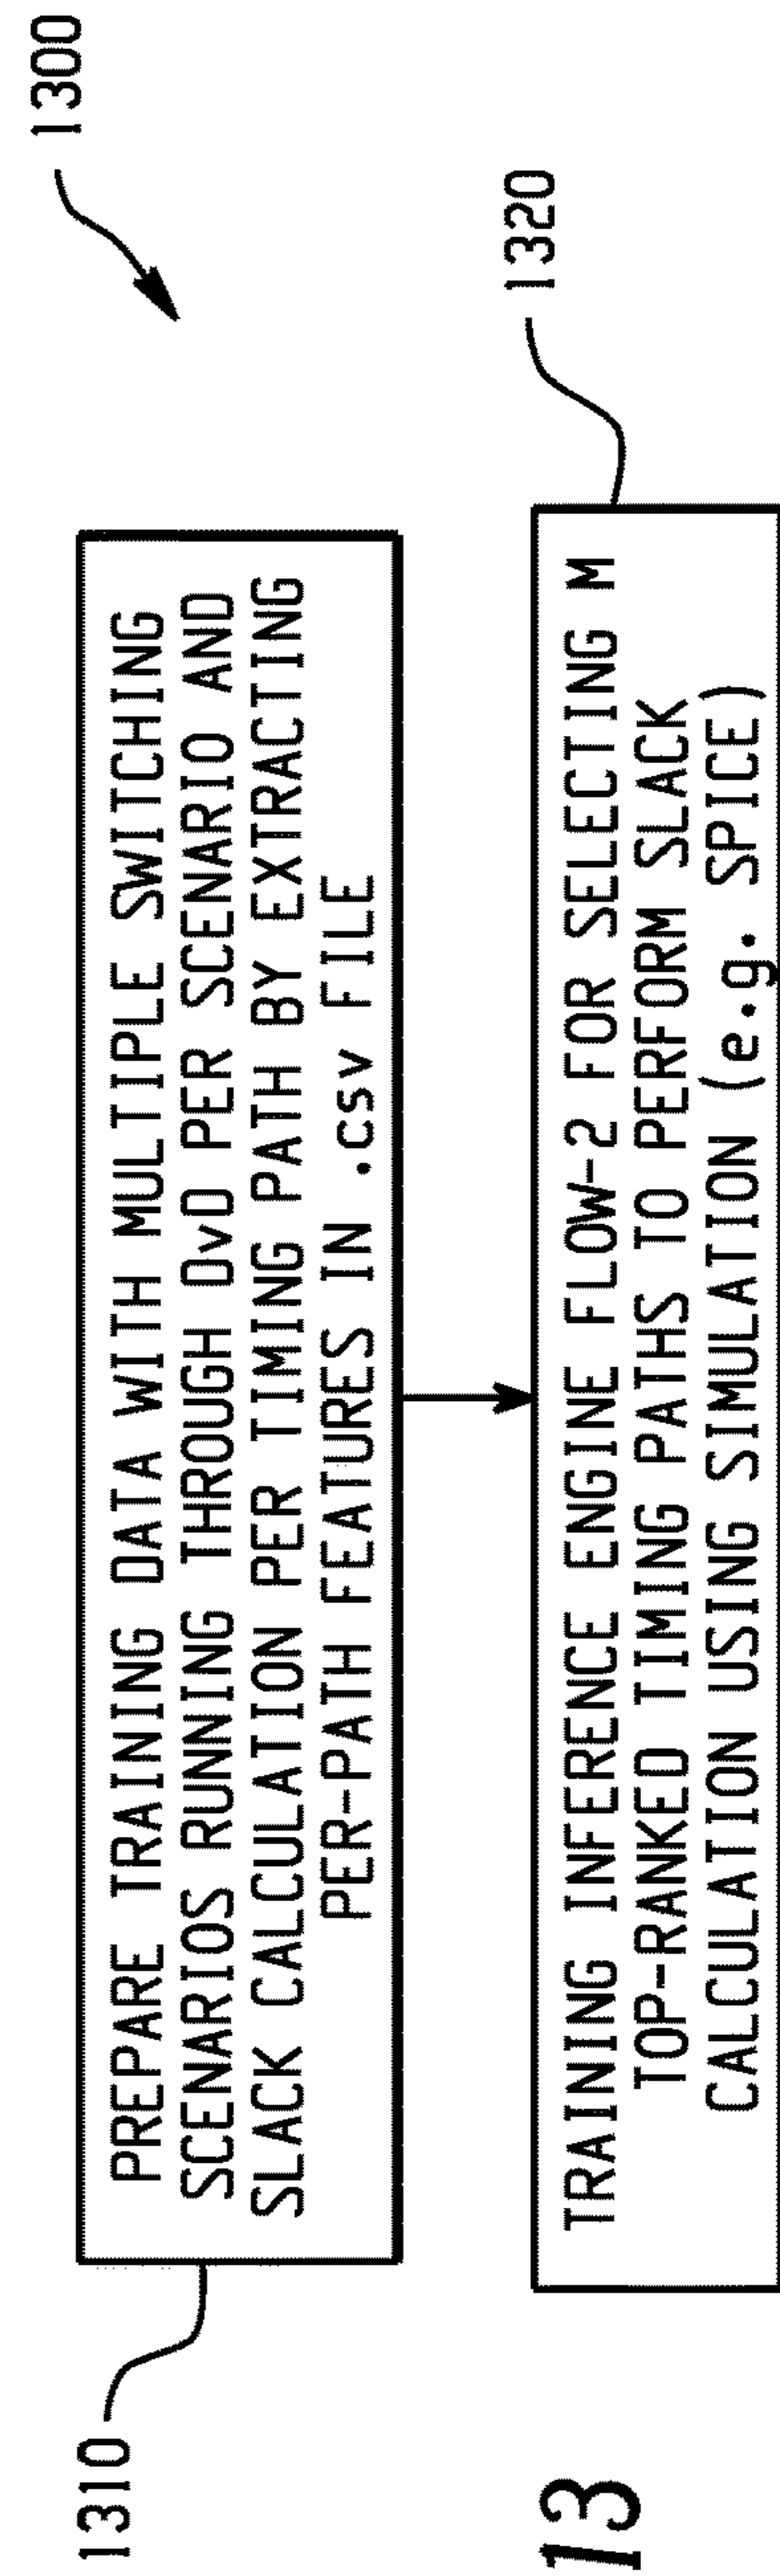 1300
1310
PREPARE TRAINING DATA WITH MULTIPLE SWITCHING
SCENARIOS RUNNING THROUGH DvD PER SCENARIO AND
SLACK CALCULATION PER TIMING PATH BY EXTRACTING
PER-PATH FEATURES IN .csv FILE
1320
TRAINING INFERENCE ENGINE FLOW-2 FOR SELECTING M
TOP-RANKED TIMING PATHS TO PERFORM SLACK
CALCULATION USING SIMULATION (e.g. SPICE)
13